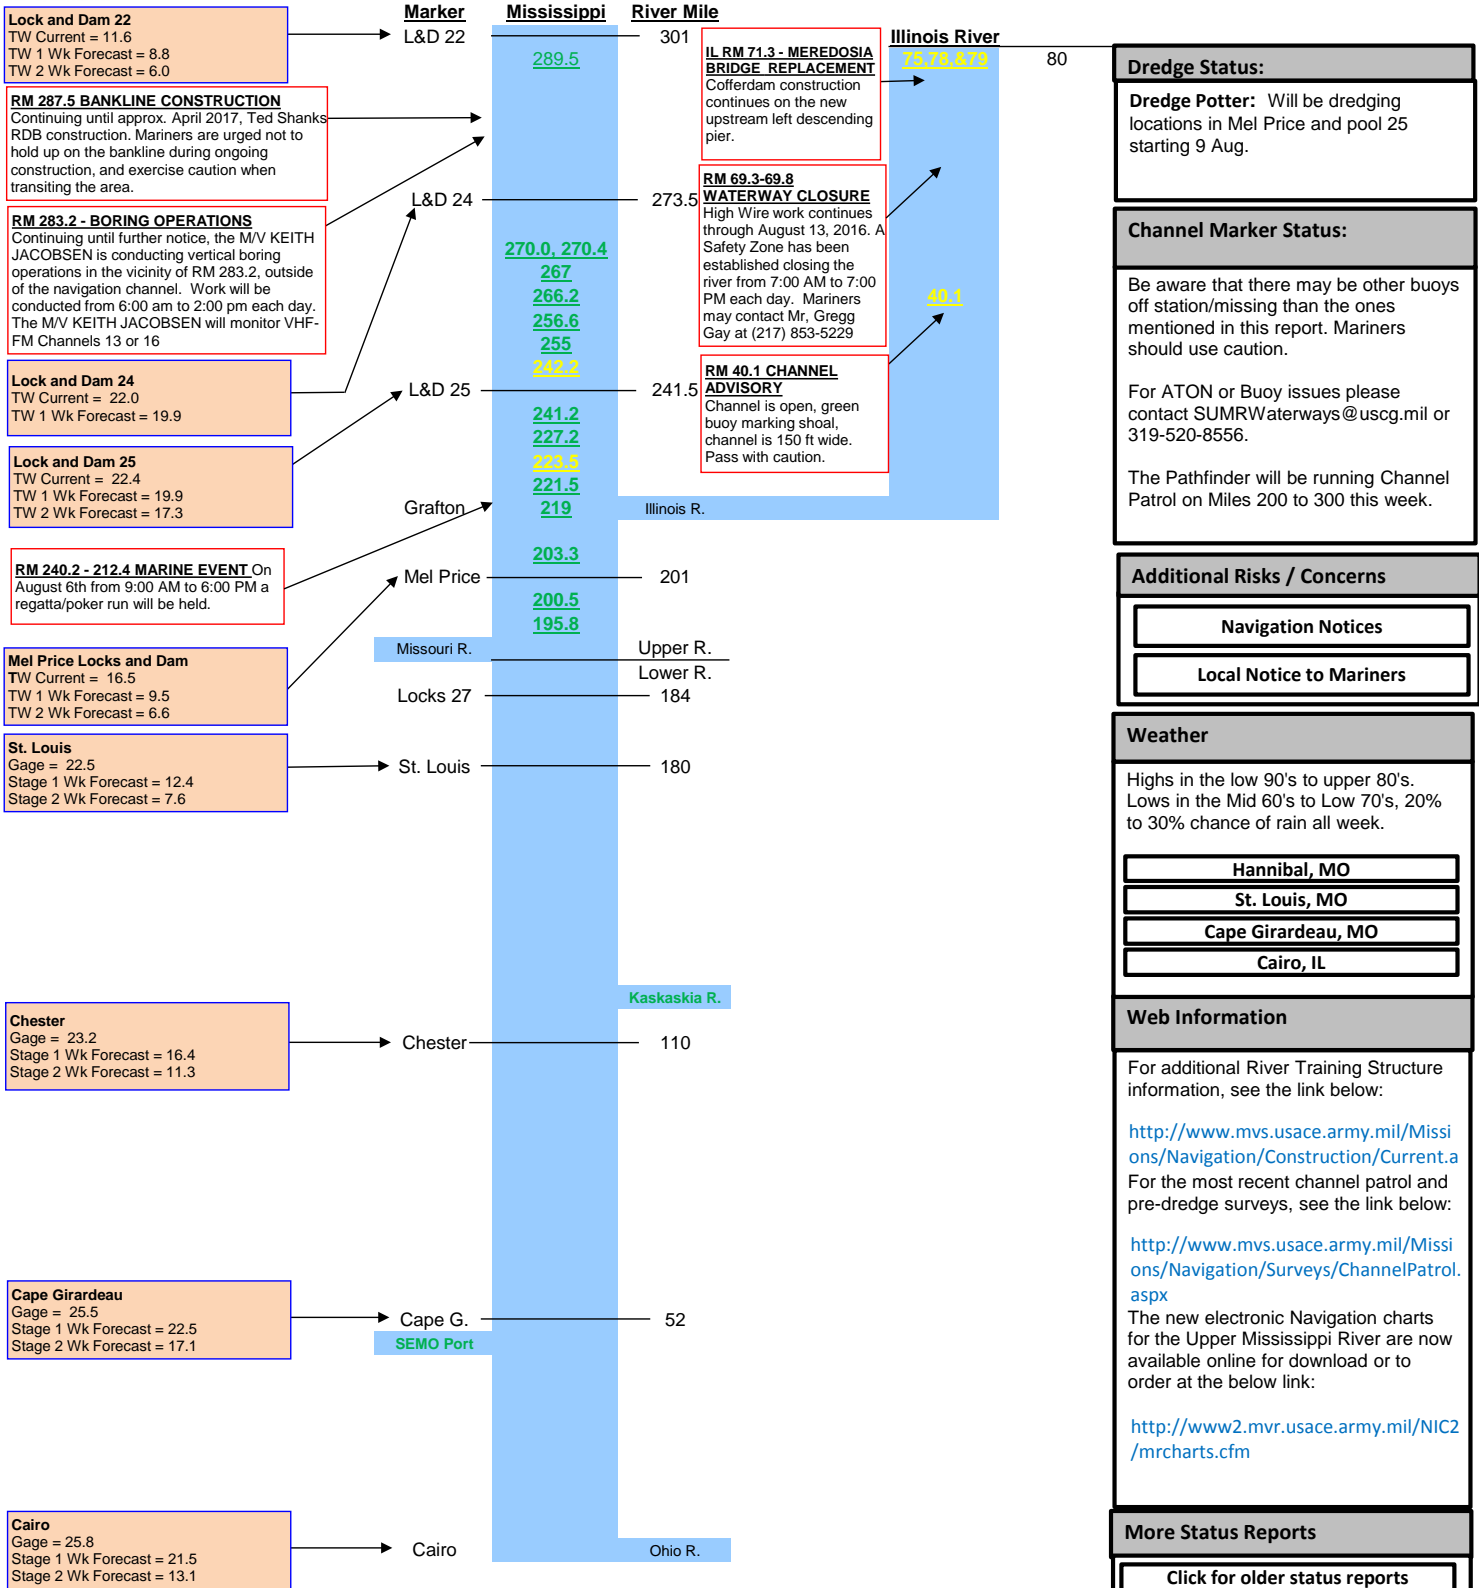 Marker
Mississippi
River Mile
Illinois River
Lock and Dam 22
TW Current = 11.6
TW 1 Wk Forecast = 8.8
TW 2 Wk Forecast = 6.0
RM 287.5 BANKLINE CONSTRUCTION
Continuing until approx. April 2017, Ted Shanks
RDB construction. Mariners are urged not to
hold up on the bankline during ongoing
construction, and exercise caution when
transiting the area.
RM 283.2 - BORING OPERATIONS
Continuing until further notice, the M/V KEITH
JACOBSEN is conducting vertical boring
operations in the vicinity of RM 283.2, outside
of the navigation channel. Work will be
conducted from 6:00 am to 2:00 pm each day.
The M/V KEITH JACOBSEN will monitor VHF-
FM Channels 13 or 16
Lock and Dam 24
TW Current = 22.0
TW 1 Wk Forecast = 19.9
Lock and Dam 25
TW Current = 22.4
TW 1 Wk Forecast = 19.9
TW 2 Wk Forecast = 17.3
RM 240.2 - 212.4 MARINE EVENT On
August 6th from 9:00 AM to 6:00 PM a
regatta/poker run will be held.
Mel Price Locks and Dam
TW Current = 16.5
TW 1 Wk Forecast = 9.5
TW 2 Wk Forecast = 6.6
St. Louis
Gage = 22.5
Stage 1 Wk Forecast = 12.4
Stage 2 Wk Forecast = 7.6
Chester
Gage = 23.2
Stage 1 Wk Forecast = 16.4
Stage 2 Wk Forecast = 11.3
Cape Girardeau
Gage = 25.5
Stage 1 Wk Forecast = 22.5
Stage 2 Wk Forecast = 17.1
Cairo
Gage = 25.8
Stage 1 Wk Forecast = 21.5
Stage 2 Wk Forecast = 13.1
L&D 22
301
289.5
L&D 24
273.5
270.0, 270.4
267
266.2
256.6
255
242.2
L&D 25
241.5
241.2
227.2
223.5
221.5
Grafton
219
Illinois R.
203.3
Mel Price
201
200.5
195.8
Missouri R.
Upper R.
Lower R.
Locks 27
184
St. Louis
180
Kaskaskia R.
Chester
110
Cape G.
52
SEMO Port
Cairo
Ohio R.
IL RM 71.3 - MEREDOSIA
BRIDGE REPLACEMENT
Cofferdam construction
continues on the new
upstream left descending
pier.
RM 69.3-69.8
WATERWAY CLOSURE
High Wire work continues
through August 13, 2016. A
Safety Zone has been
established closing the
river from 7:00 AM to 7:00
PM each day. Mariners
may contact Mr, Gregg
Gay at (217) 853-5229
RM 40.1 CHANNEL
ADVISORY
Channel is open, green
buoy marking shoal,
channel is 150 ft wide.
Pass with caution.
75,78,&79
80
40.1
Dredge Status:
Dredge Potter: Will be dredging
locations in Mel Price and pool 25
starting 9 Aug.
Channel Marker Status:
Be aware that there may be other buoys
off station/missing than the ones
mentioned in this report. Mariners
should use caution.
For ATON or Buoy issues please
contact SUMRWaterways@uscg.mil or
319-520-8556.
The Pathfinder will be running Channel
Patrol on Miles 200 to 300 this week.
Additional Risks / Concerns
Navigation Notices
Local Notice to Mariners
Weather
Highs in the low 90's to upper 80's.
Lows in the Mid 60's to Low 70's, 20%
to 30% chance of rain all week.
Hannibal, MO
St. Louis, MO
Cape Girardeau, MO
Cairo, IL
Web Information
For additional River Training Structure
information, see the link below:
http://www.mvs.usace.army.mil/Missi
ons/Navigation/Construction/Current.a
For the most recent channel patrol and
pre-dredge surveys, see the link below:
http://www.mvs.usace.army.mil/Missi
ons/Navigation/Surveys/ChannelPatrol.
aspx
The new electronic Navigation charts
for the Upper Mississippi River are now
available online for download or to
order at the below link:
http://www2.mvr.usace.army.mil/NIC2
/mrcharts.cfm
More Status Reports
Click for older status reports